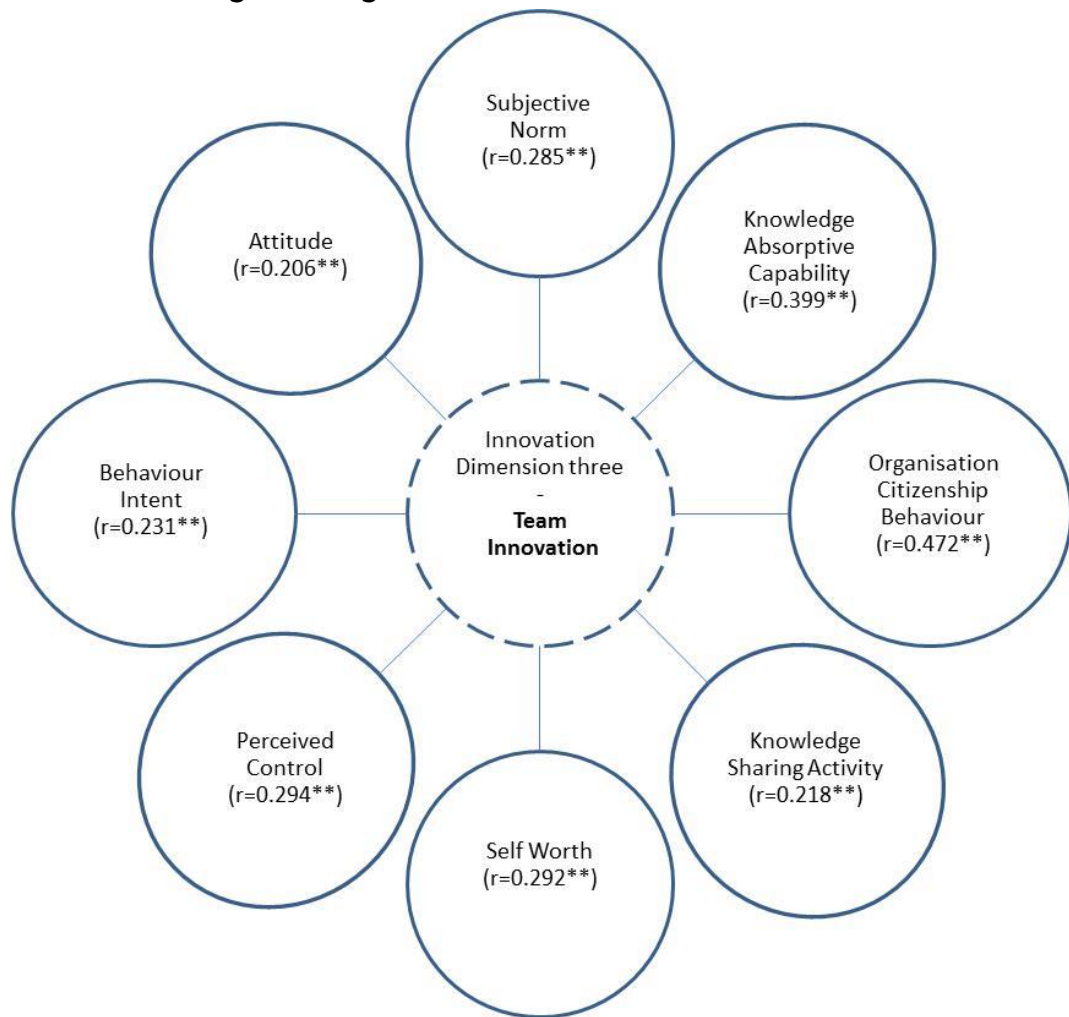 Subjective
Norm
(r=0.285**)
Attitude
(r=0.206**)
Knowledge
Absorptive
Capability
(r=0.399**)
Innovation
Dimension three
-
Team
Innovation
Behaviour
Intent
(r=0.231**)
Organisation
Citizenship
Behaviour
(r=0.472**)
Perceived
Control
(r=0.294**)
Knowledge
Sharing Activity
(r=0.218**)
Self Worth
(r=0.292**)